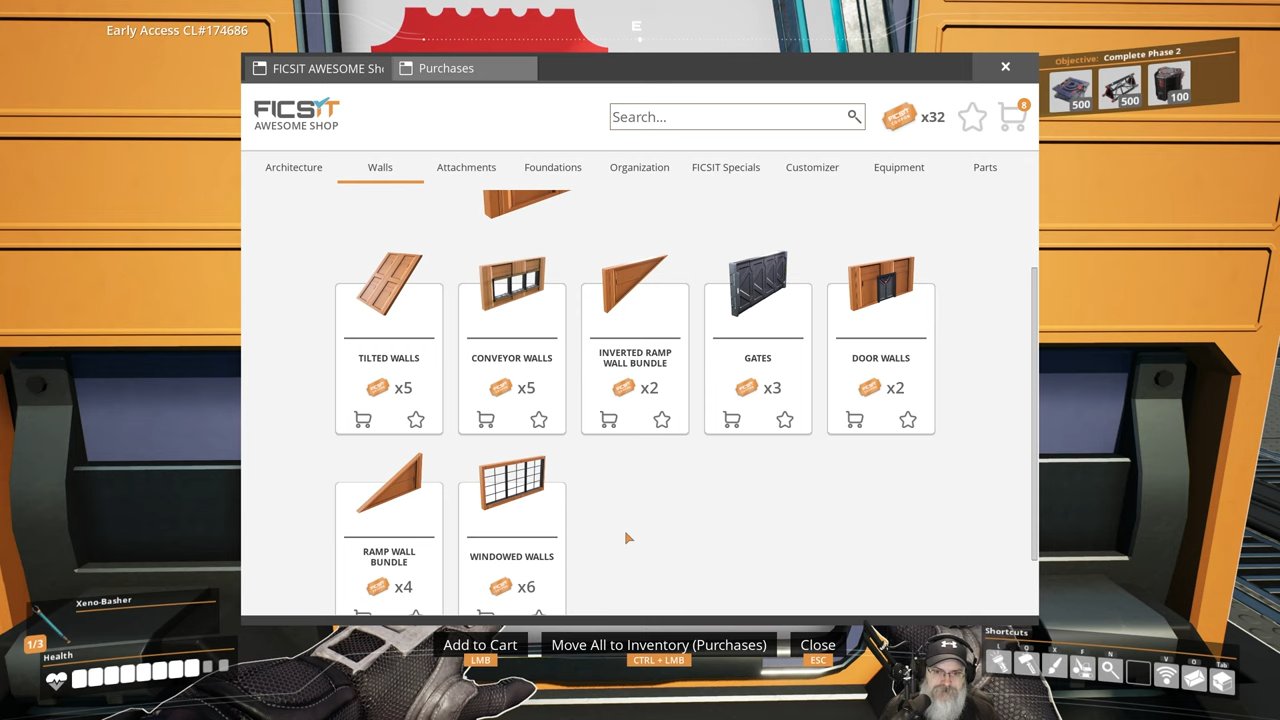 Early Access CL#174686
E
Objective: Complete Phase 2
500
500
100
FICSIT AWESOME Sh
Purchases
×
FICSIT
AWESOME SHOP
Search...
x32
8
Architecture
Walls
Attachments
Foundations
Organization
FICSIT Specials
Customizer
Equipment
Parts
TILTED WALLS
x5
CONVEYOR WALLS
x5
INVERTED RAMP
WALL BUNDLE
x2
GATES
x3
DOOR WALLS
x2
RAMP WALL
BUNDLE
x4
WINDOWED WALLS
x6
Xeno-Basher
1/3
Health
Add to Cart
LMB
Move All to Inventory (Purchases)
CTRL + LMB
Close
ESC
Shortcuts